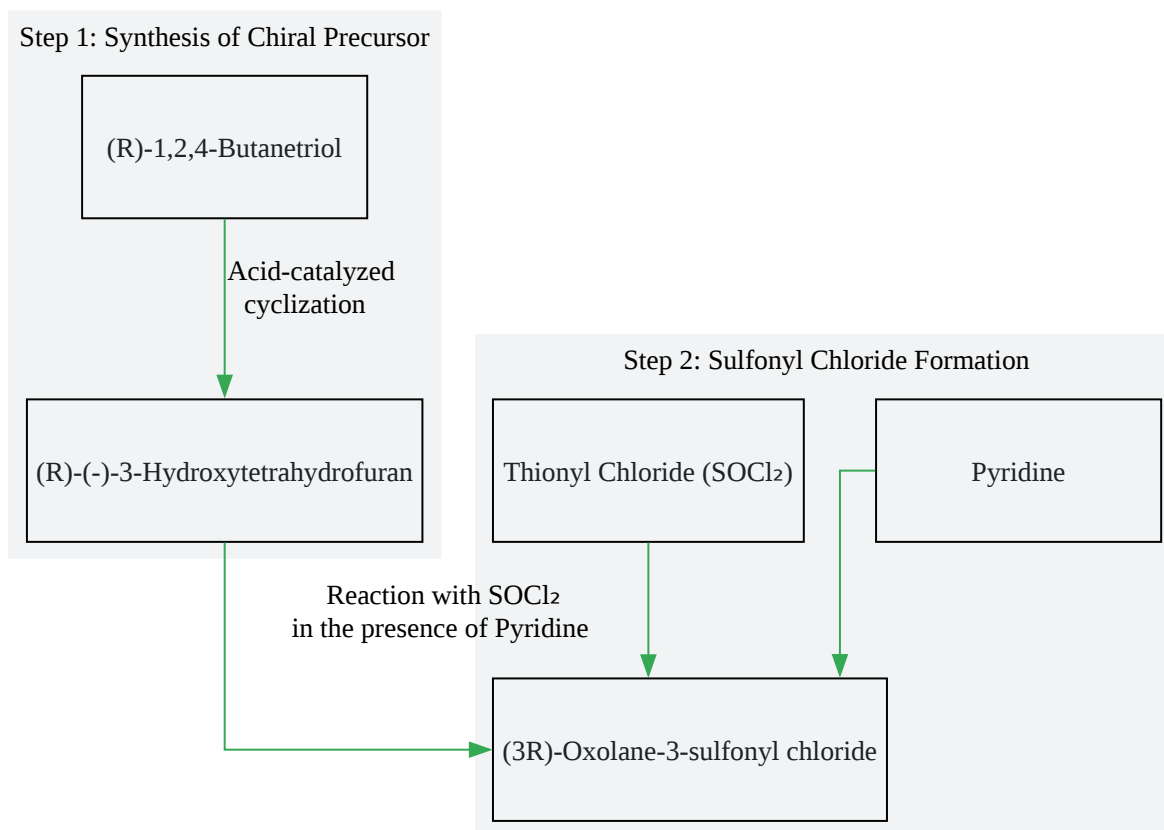 Step 1: Synthesis of Chiral Precursor
(R)-1,2,4-Butanetriol
Acid-catalyzed
cyclization
(R)-(-)-3-Hydroxytetrahydrofuran
Step 2: Sulfonyl Chloride Formation
Thionyl Chloride (SOCl₂)
Pyridine
Reaction with SOCl₂
in the presence of Pyridine
(3R)-Oxolane-3-sulfonyl chloride